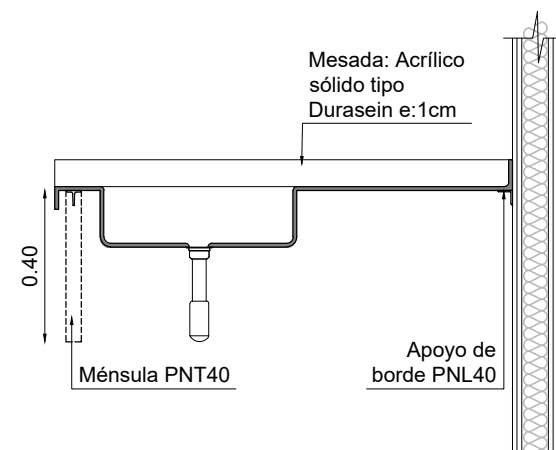 Mesada: Acrílico
sólido tipo
Durasein e:1cm
0.40
Ménsula PNT40
Apoyo de
borde PNL40